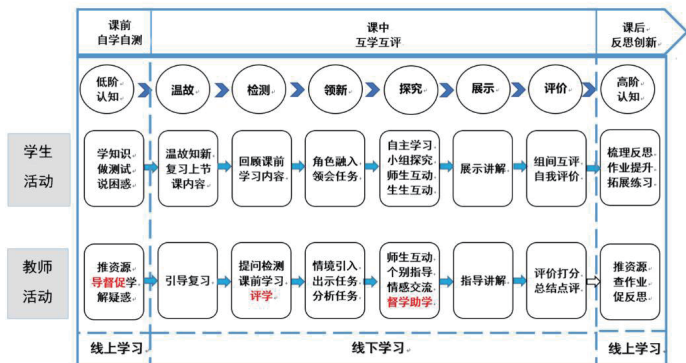 课前
自学自测
课中
互学互评
课后
反思创新
低阶
认知
温故
检测
领新
探究
展示
评价
高阶
认知
学生
活动
学知识
做测试
说困惑
温故知新
复习上节
课内容
回顾课前
学习内容
角色融入
领会任务
自主学习
小组探究
师生互动
生生互动
展示讲解
组间互评
自我评价
梳理反思
作业提升
拓展练习
教师
活动
推资源
导督促学
解疑惑
引导复习
提问检测
课前学习
评学
情境引入
出示任务
分析任务
师生互动
个别指导
情感交流
督学助学
指导讲解
评价打分
总结点评
推资源
查作业
促反思
线上学习
线下学习
线上学习